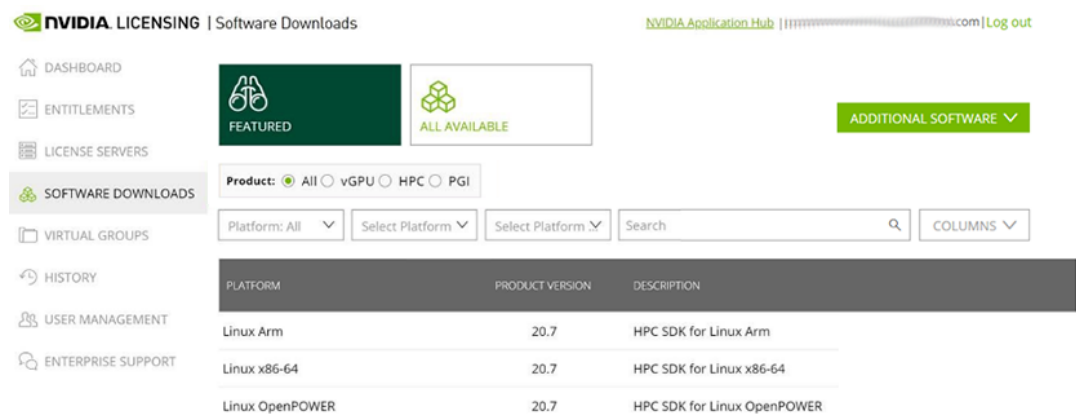 NVIDIA. LICENSING | Software Downloads
NVIDIA Application Hub | .com | Log out
DASHBOARD
ENTITLEMENTS
LICENSE SERVERS
SOFTWARE DOWNLOADS
VIRTUAL GROUPS
HISTORY
USER MANAGEMENT
ENTERPRISE SUPPORT
FEATURED
ALL AVAILABLE
ADDITIONAL SOFTWARE
Product: All vGPU HPC PGI
Platform: All Select Platform Select Platform .. Search COLUMNS
PLATFORM PRODUCT VERSION DESCRIPTION
Linux Arm 20.7 HPC SDK for Linux Arm
Linux x86-64 20.7 HPC SDK for Linux x86-64
Linux OpenPOWER 20.7 HPC SDK for Linux OpenPOWER